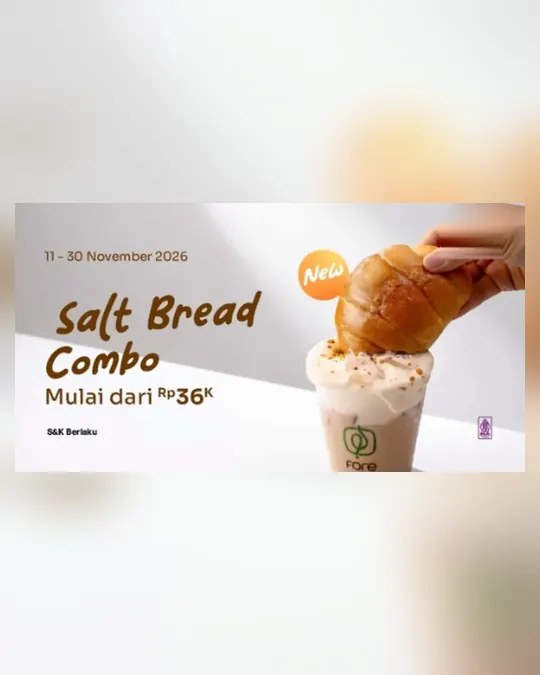 11 - 30 November 2026
New
Salt Bread
Combo
Mulai dari Rp36K
S&K Berlaku
Fore